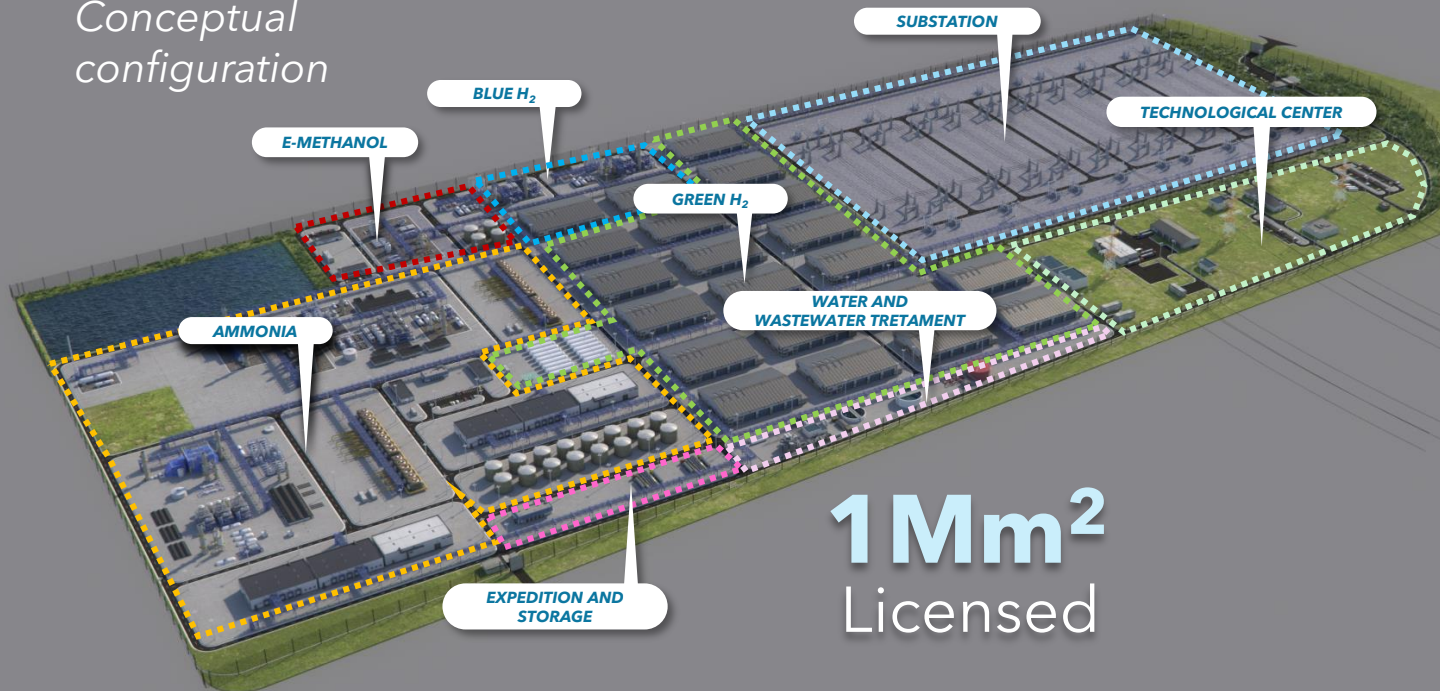 Conceptual
configuration
SUBSTATION
BLUE H₂
TECHNOLOGICAL CENTER
E-METHANOL
GREEN H₂
WATER AND
WASTEWATER TRETAMENT
AMMONIA
1Mm²
Licensed
EXPEDITION AND
STORAGE